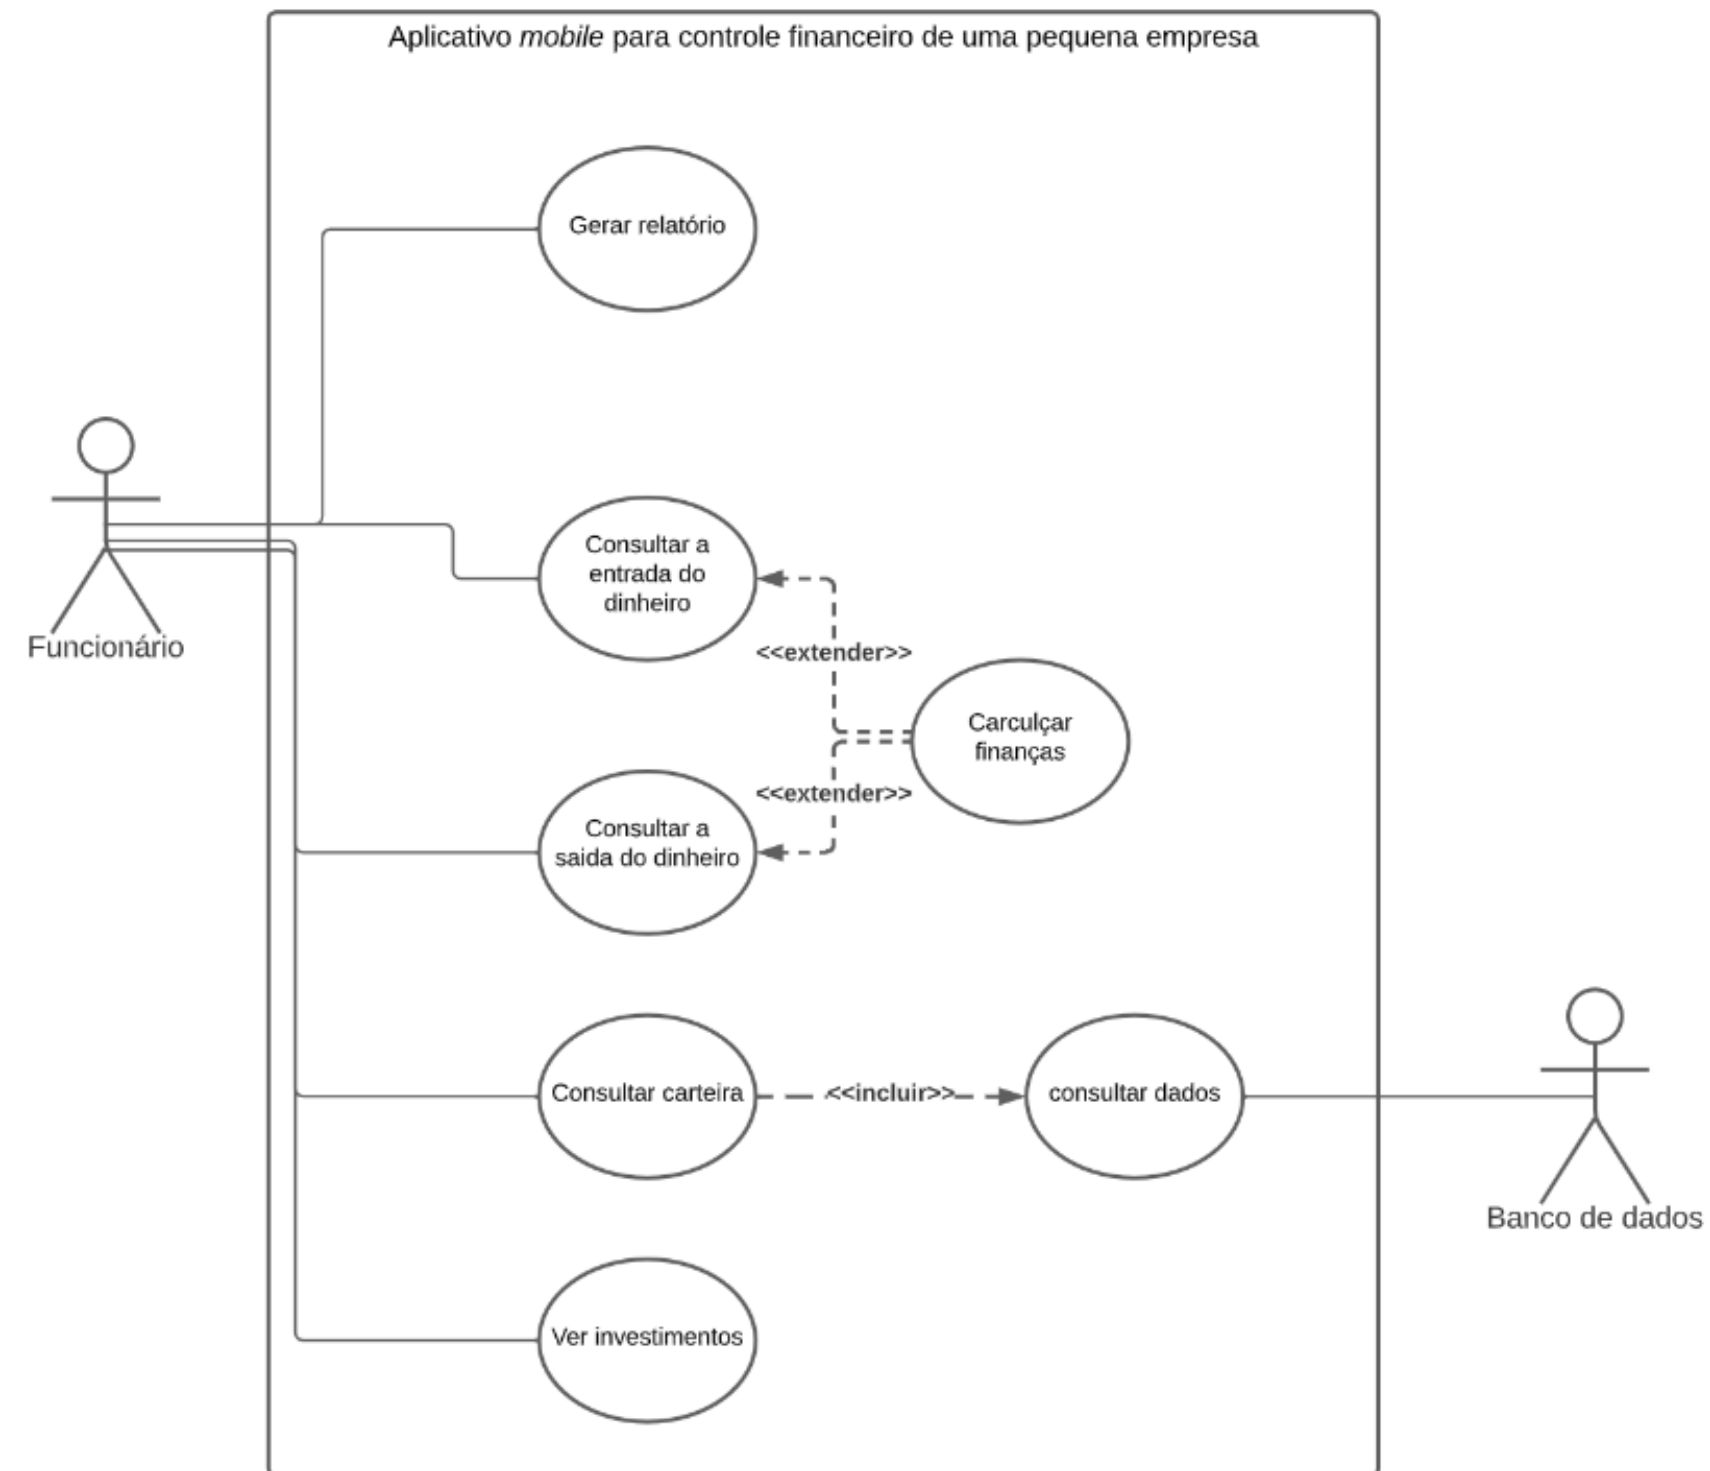 Aplicativo mobile para controle financeiro de uma pequena empresa
Gerar relatório
Consultar a
entrada do
dinheiro
Funcionário
<<extender>>
Carculçar
finanças
<<extender>>
Consultar a
saida do dinheiro
Consultar carteira
<<incluir>>
consultar dados
Banco de dados
Ver investimentos